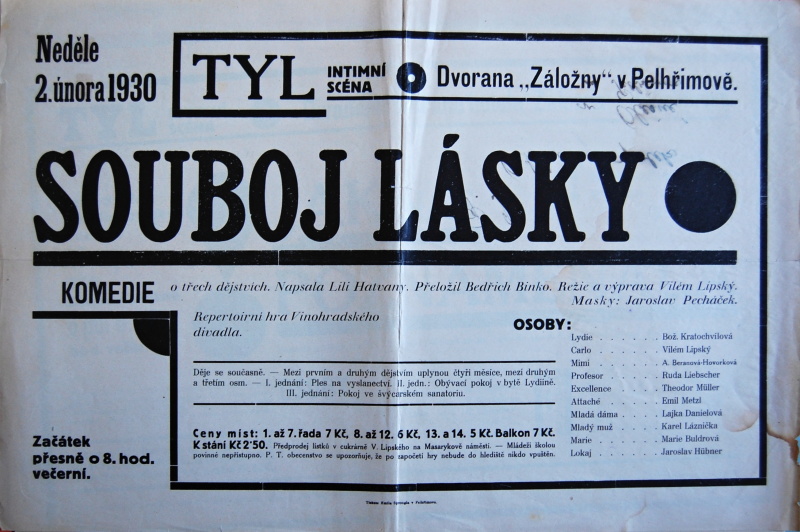 Neděle
2. února 1930
TYL INTIMNÍ SCÉNA Dvorana „Záložny" v Pelhřimově.
SOUBOJ LÁSKY
KOMEDIE o třech dějstvích. Napsala Lili Hatvany. Přeložil Bedřich Binko. Režie a výprava Vilém Lipský.
Masky: Jaroslav Pecháček.
Repertoirní hra Vinohradského
divadla.
Děje se současně. — Mezi prvním a druhým dějstvím uplynou čtyři měsíce, mezi druhým
a třetím osm. — I. jednání: Ples na vyslanectví. II. jedn.: Obývací pokoj v bytě Lydiině.
III. jednání: Pokoj ve švýcarském sanatoriu.
Ceny míst: 1. až 7. řada 7 Kč, 8. až 12. 6 Kč, 13. a 14. 5 Kč. Balkon 7 Kč.
K stání Kč 2·50. Předprodej lístků v cukrárně V. Lipského na Masarykově náměstí. — Mládeži školou
povinné nepřístupno. P. T. obecenstvo se upozorňuje, že po započetí hry nebude do hlediště nikdo vpuštěn.
OSOBY:
Lydie . . . . . . Bož. Kratochvílová
Carlo . . . . . . Vilém Lipský
Mimi . . . . . . A. Beranová-Hovorková
Profesor . . . . . Ruda Liebscher
Excellence . . . . Theodor Müller
Attaché . . . . . Emil Metzl
Mladá dáma . . . . Lajka Danielová
Mladý muž . . . . Karel Láznička
Marie . . . . . . Marie Buldrová
Lokaj . . . . . . Jaroslav Hübner
Začátek
přesně o 8. hod.
večerní.